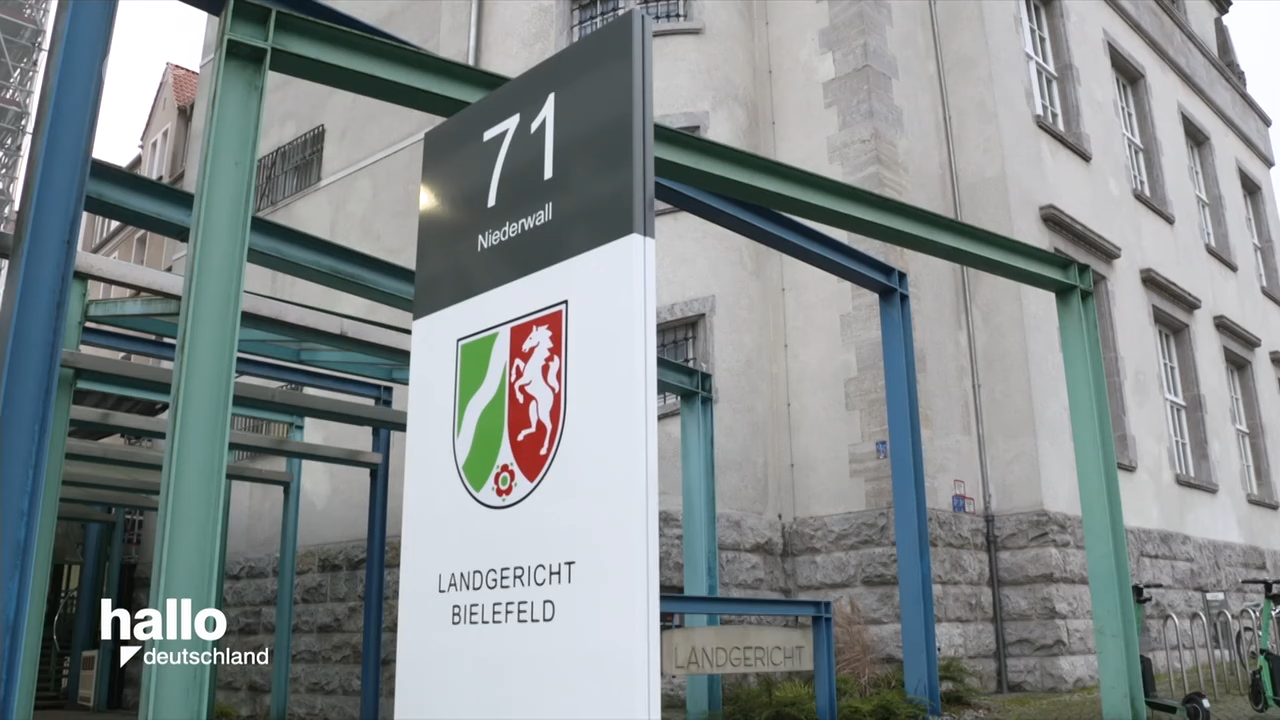 71
Niederwall
LANDGERICHT
BIELEFELD
LANDGERICHT
hallo
deutschland